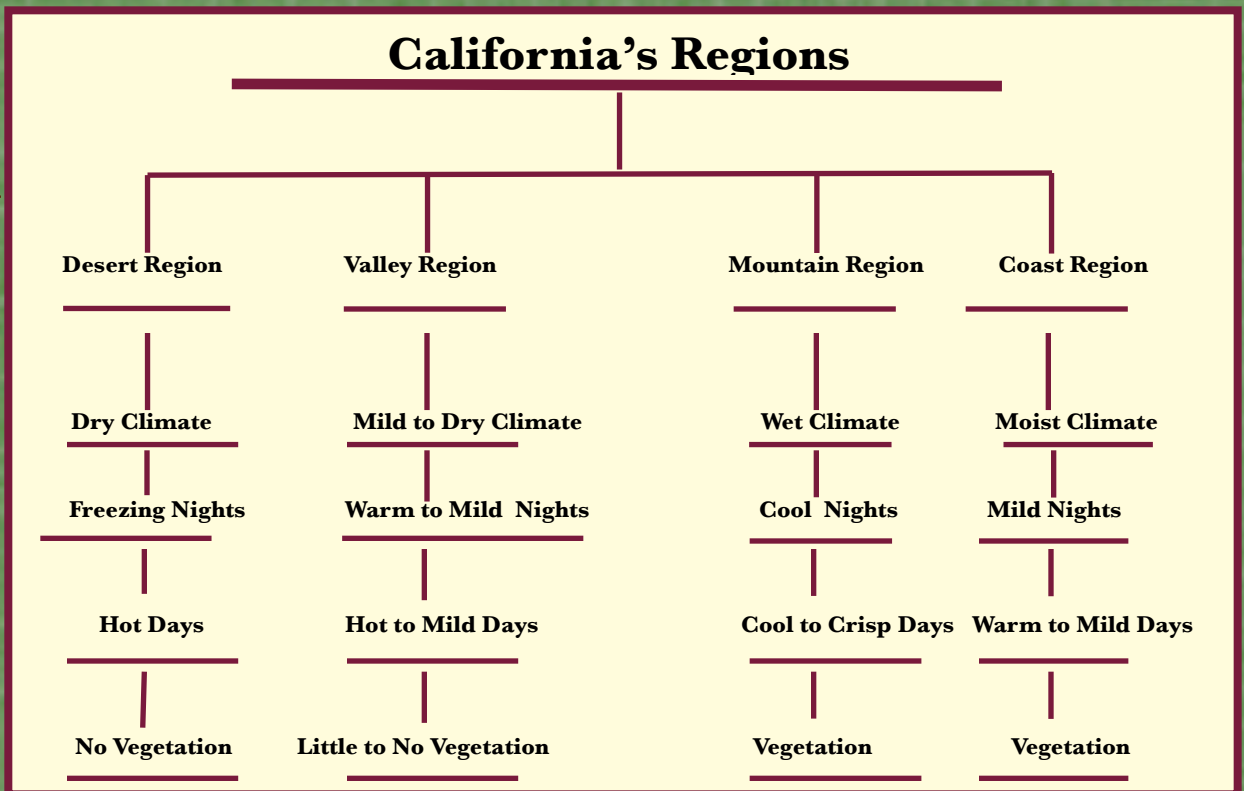 California's Regions
Desert Region
Valley Region
Mountain Region
Coast Region
Dry Climate
Mild to Dry Climate
Wet Climate
Moist Climate
Freezing Nights
Warm to Mild Nights
Cool Nights
Mild Nights
Hot Days
Hot to Mild Days
Cool to Crisp Days
Warm to Mild Days
No Vegetation
Little to No Vegetation
Vegetation
Vegetation